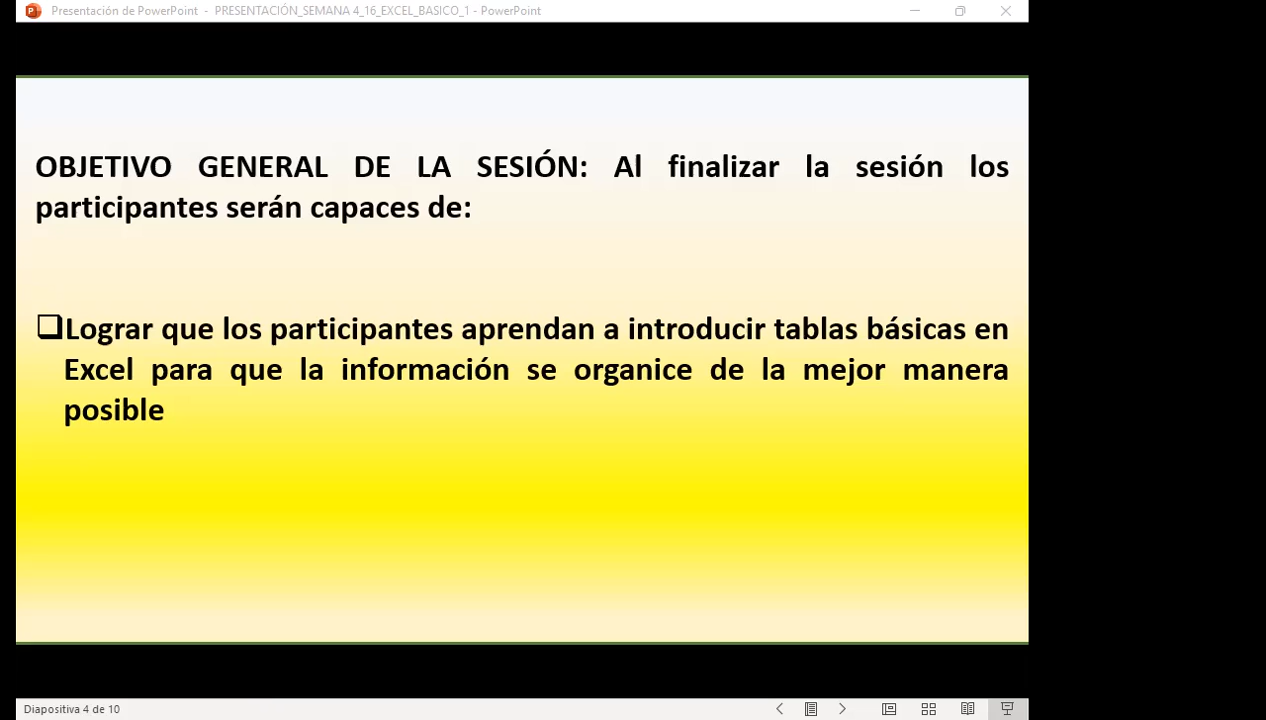 Presentación de PowerPoint - PRESENTACIÓN_SEMANA 4_16_EXCEL_BASICO_1 - PowerPoint
OBJETIVO GENERAL DE LA SESIÓN: Al finalizar la sesión los
participantes serán capaces de:
Lograr que los participantes aprendan a introducir tablas básicas en
Excel para que la información se organice de la mejor manera
posible
Diapositiva 4 de 10